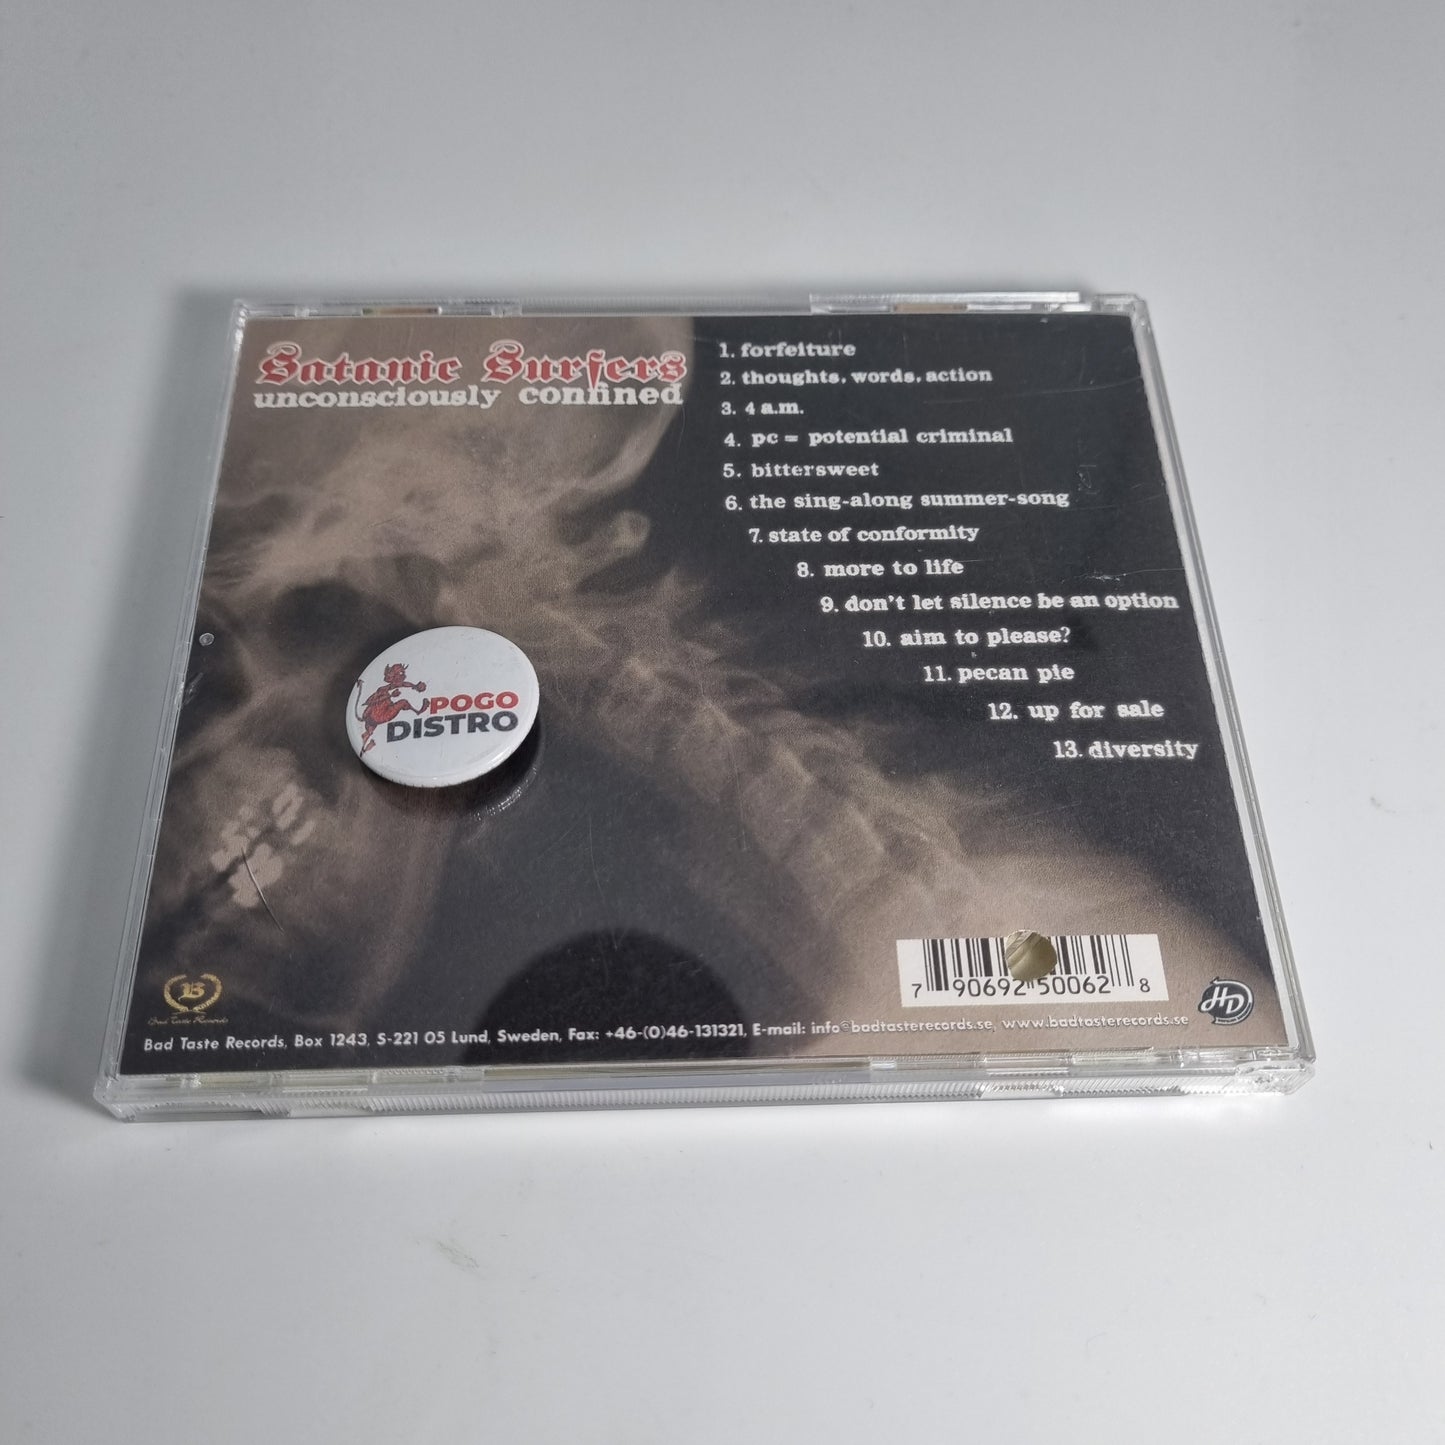 Satanic Surfers
unconsciously confined
1. forfeiture
2. thoughts, words, action
3. 4 a.m.
4. pc = potential criminal
5. bittersweet
6. the sing-along summer-song
7. state of conformity
8. more to life
9. don't let silence be an option
10. aim to please?
11. pecan pie
12. up for sale
13. diversity
POGO
DISTRO
7 90692 50062 8
HD
B
Bad Taste Records
Bad Taste Records, Box 1243, S-221 05 Lund, Sweden, Fax: +46-(0)46-131321, E-mail: info@badtasterecords.se, www.badtasterecords.se